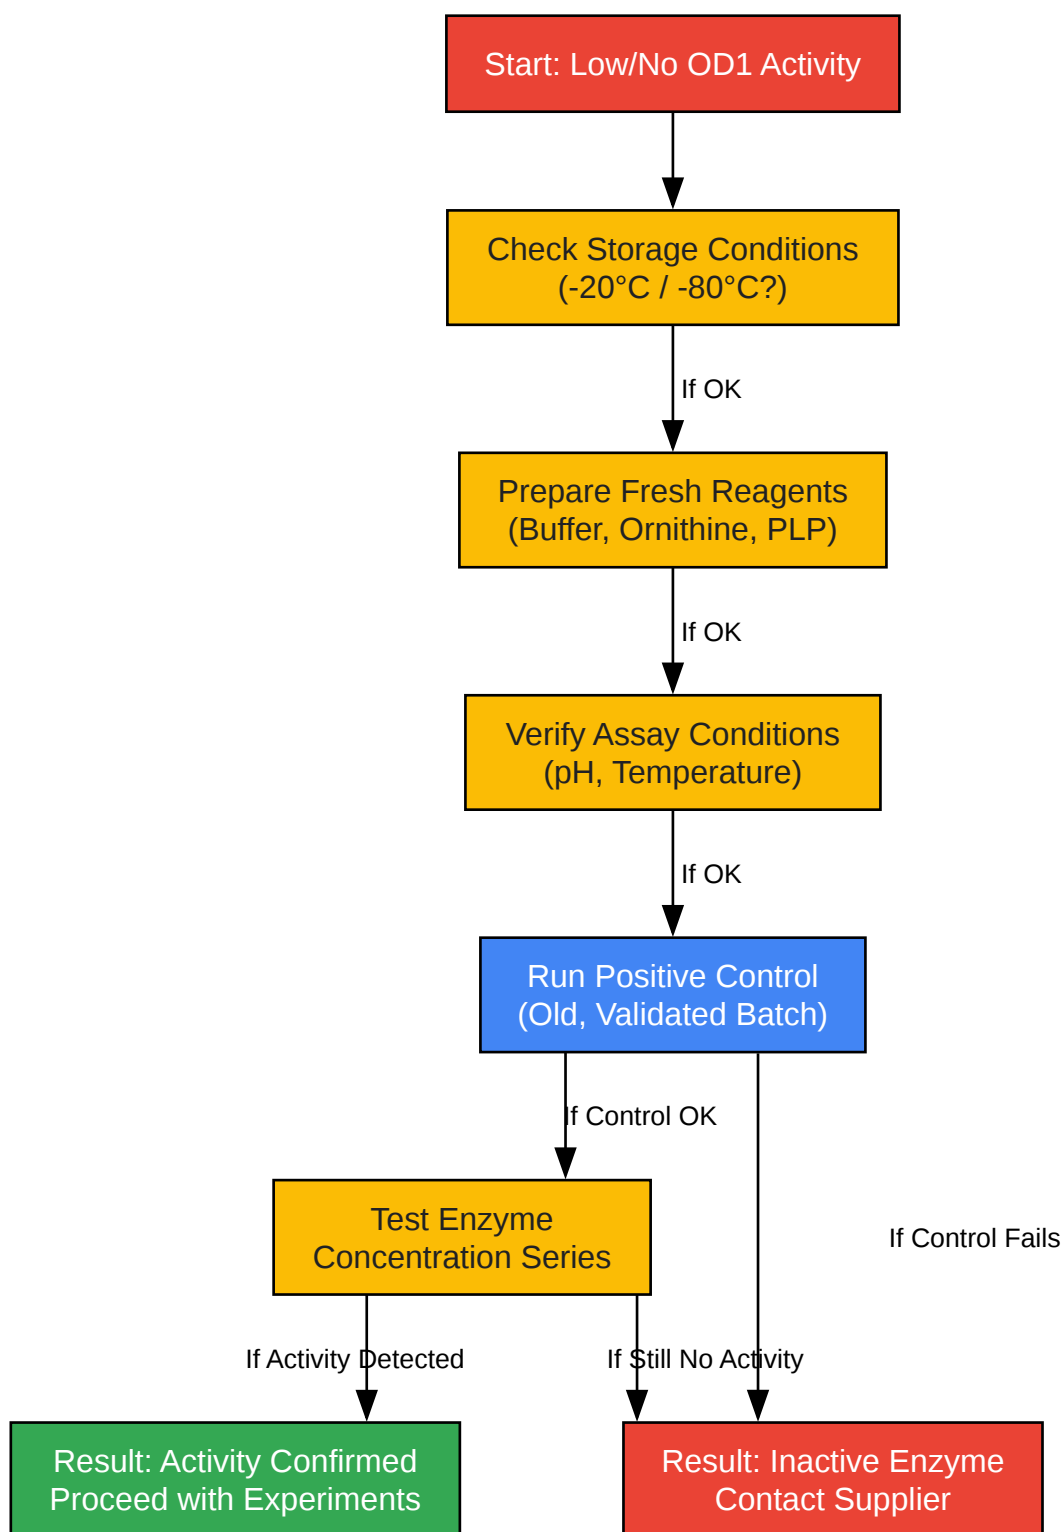 Start: Low/No OD1 Activity
Check Storage Conditions
(-20°C / -80°C?)
If OK
Prepare Fresh Reagents
(Buffer, Ornithine, PLP)
If OK
Verify Assay Conditions
(pH, Temperature)
If OK
Run Positive Control
(Old, Validated Batch)
If Control OK
Test Enzyme
Concentration Series
If Control Fails
If Activity Detected
If Still No Activity
Result: Activity Confirmed
Proceed with Experiments
Result: Inactive Enzyme
Contact Supplier